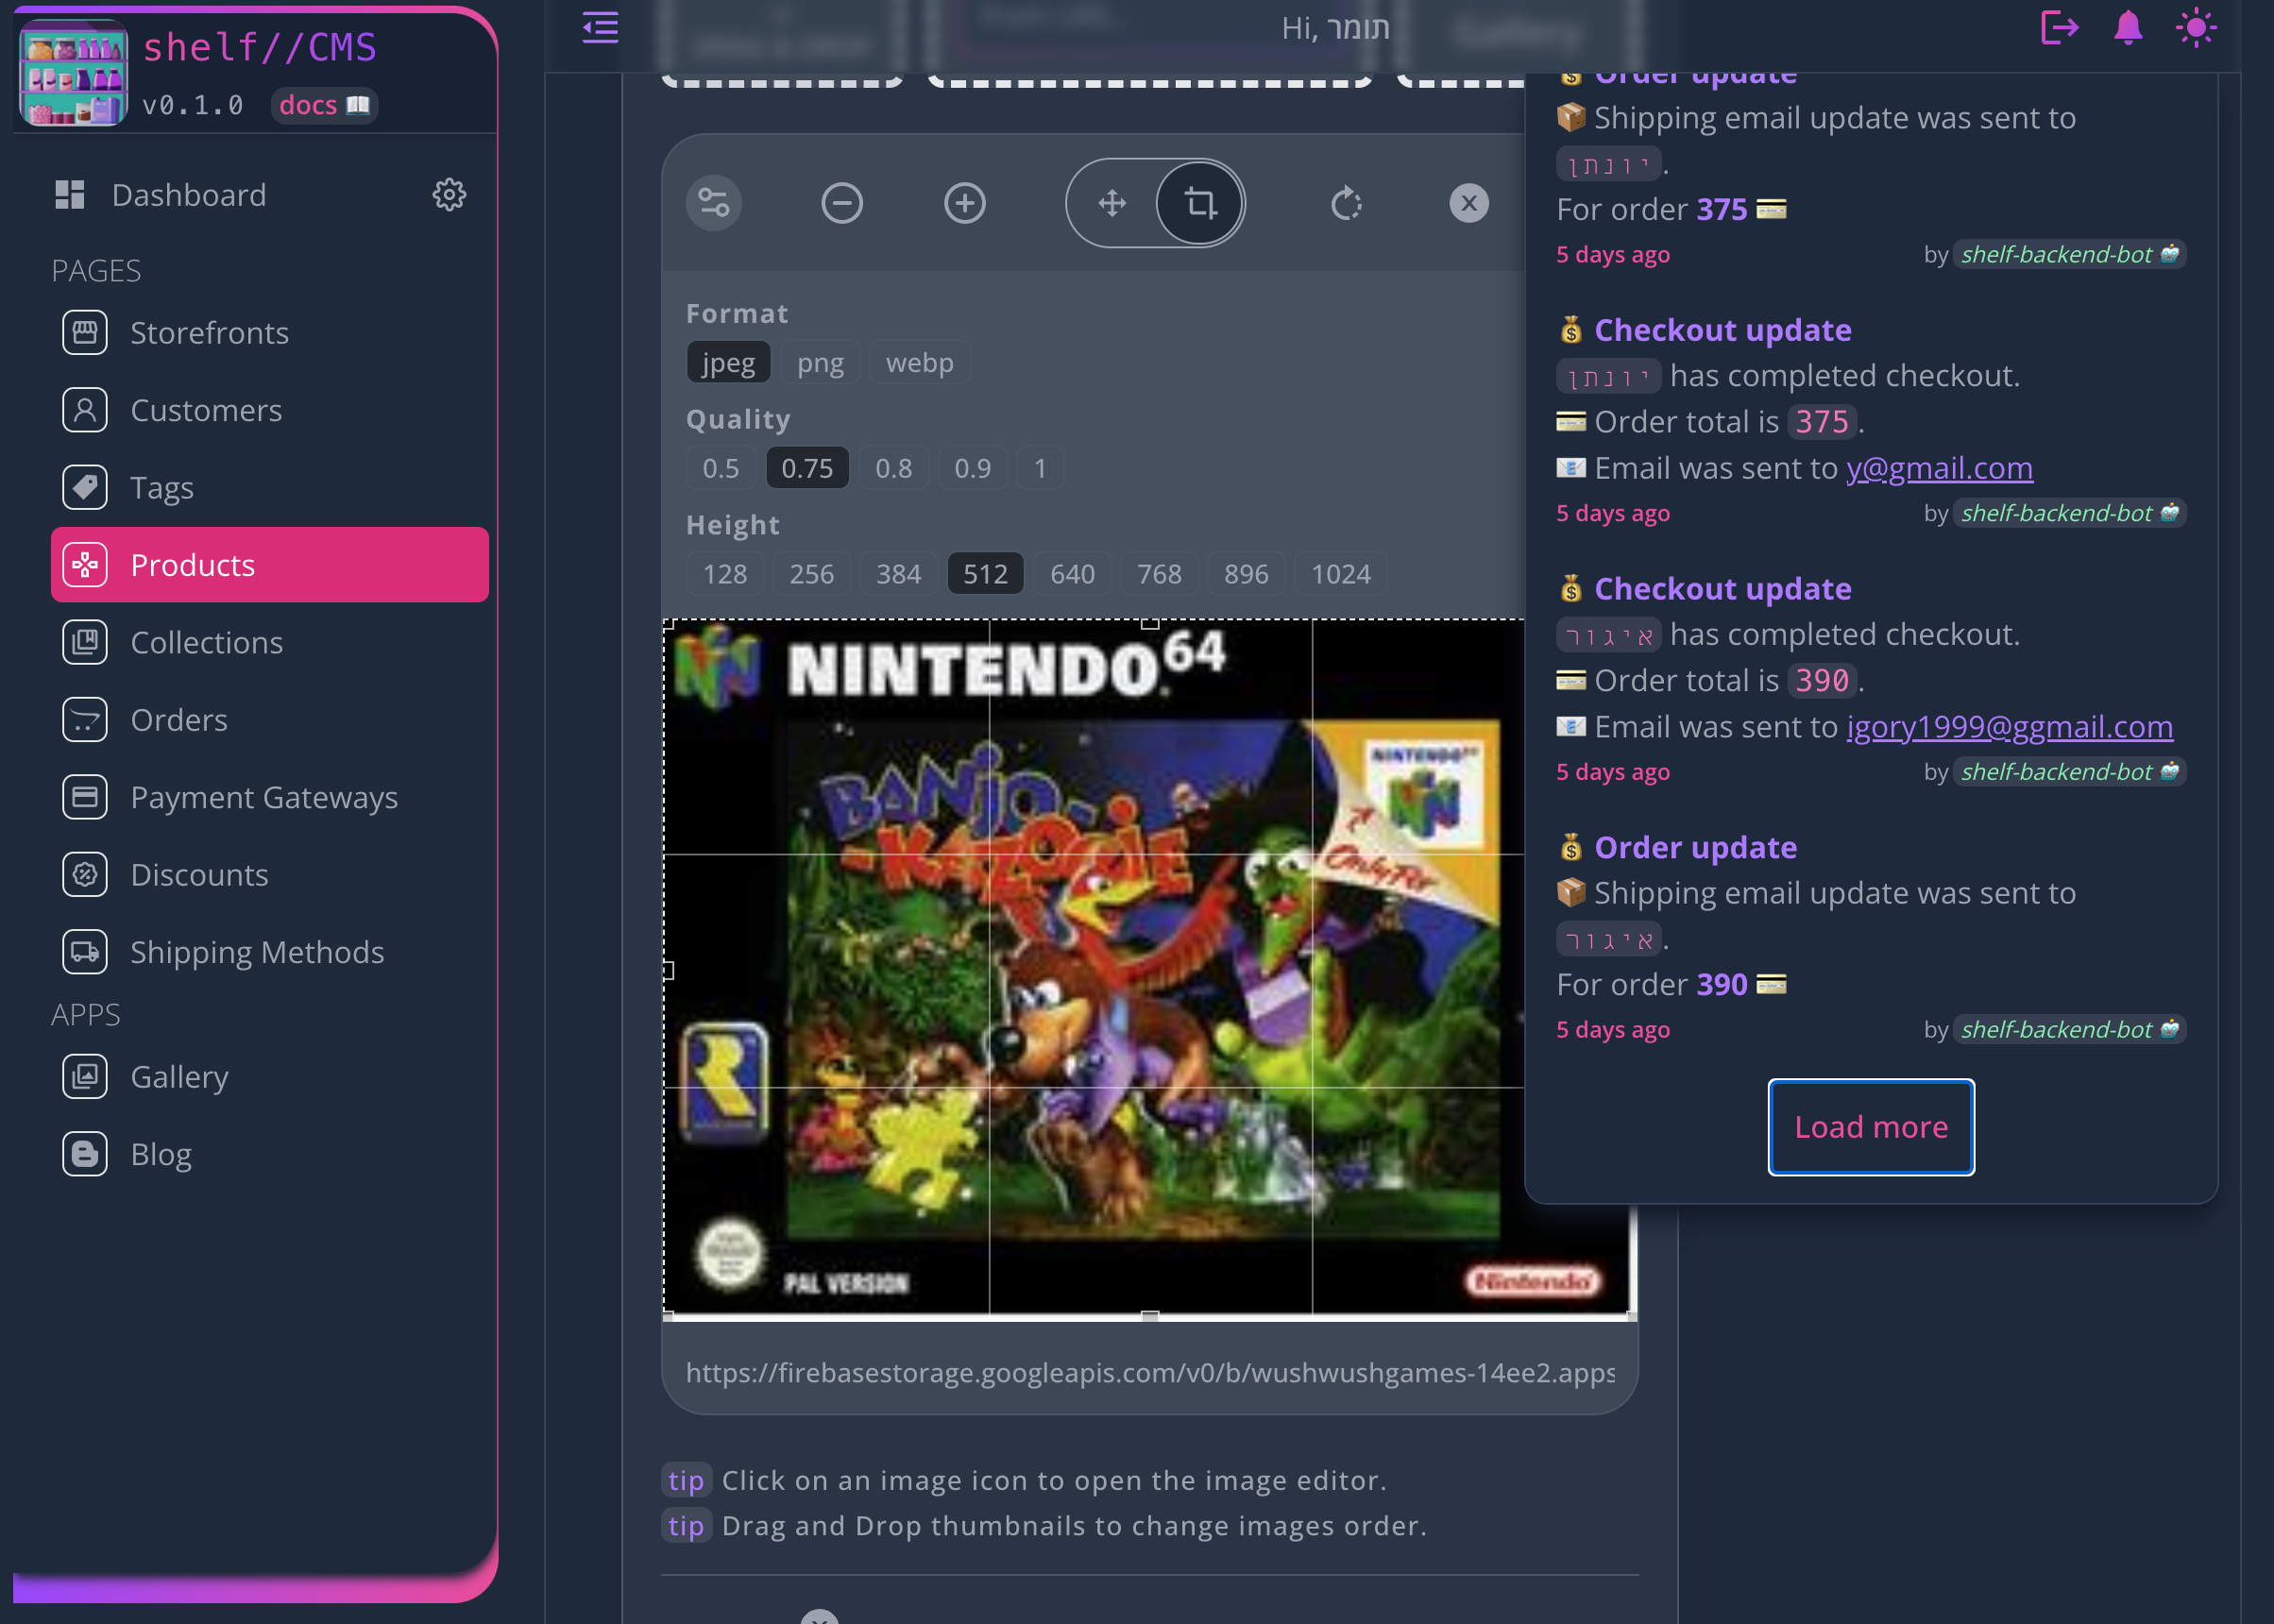 shelf//CMS
v0.1.0 docs
Dashboard
PAGES
Storefronts
Customers
Tags
Products
Collections
Orders
Payment Gateways
Discounts
Shipping Methods
APPS
Gallery
Blog
Hi, תומר
Gallery
Format
jpeg png webp
Quality
0.5 0.75 0.8 0.9 1
Height
128 256 384 512 640 768 896 1024
NINTENDO 64
NINTENDO
BANJO-
KAZOOIE
Only For
R
PAL VERSION
Nintendo
https://firebasestorage.googleapis.com/v0/b/wushwushgames-14ee2.apps
tip Click on an image icon to open the image editor.
tip Drag and Drop thumbnails to change images order.
Order update
Shipping email update was sent to
יונתן.
For order 375
5 days ago by shelf-backend-bot
Checkout update
יונתן has completed checkout.
Order total is 375.
Email was sent to y@gmail.com
5 days ago by shelf-backend-bot
Checkout update
איגור has completed checkout.
Order total is 390.
Email was sent to igory1999@ggmail.com
5 days ago by shelf-backend-bot
Order update
Shipping email update was sent to
איגור.
For order 390
5 days ago by shelf-backend-bot
Load more